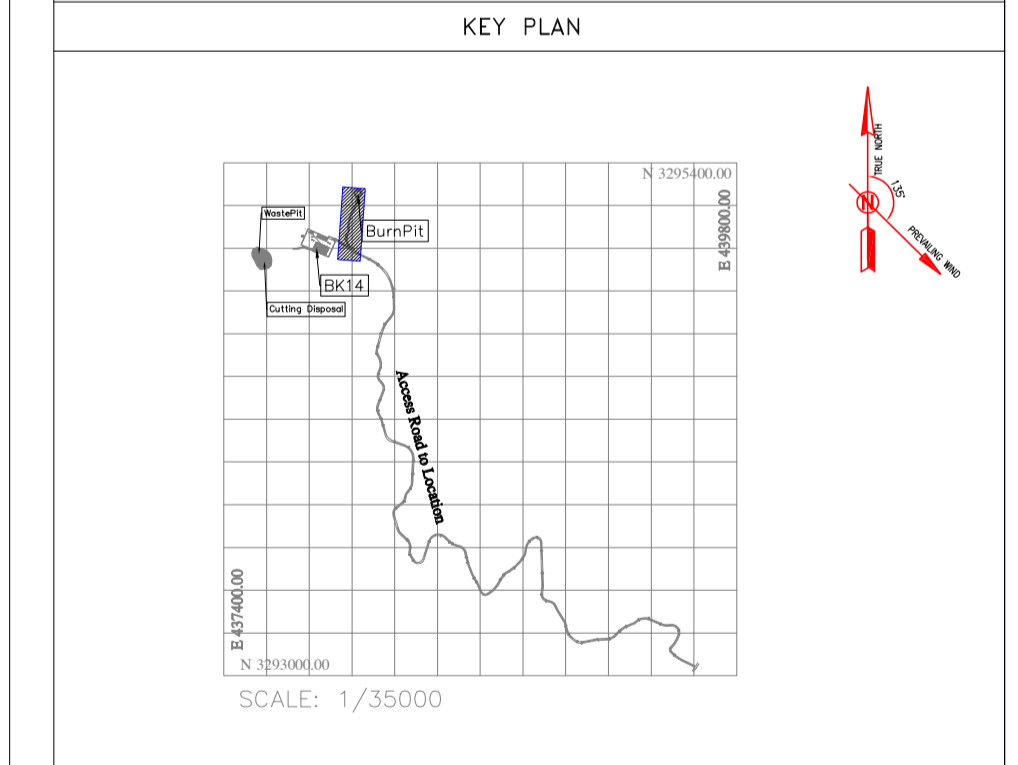 KEY PLAN
TRUE NORTH
135°
N
PREVAILING WIND
N 3295400.00
E 439800.00
WastePit
BurnPit
BK14
Cutting Disposal
Access Road to Location
E 437400.00
N 3293000.00
SCALE: 1/35000